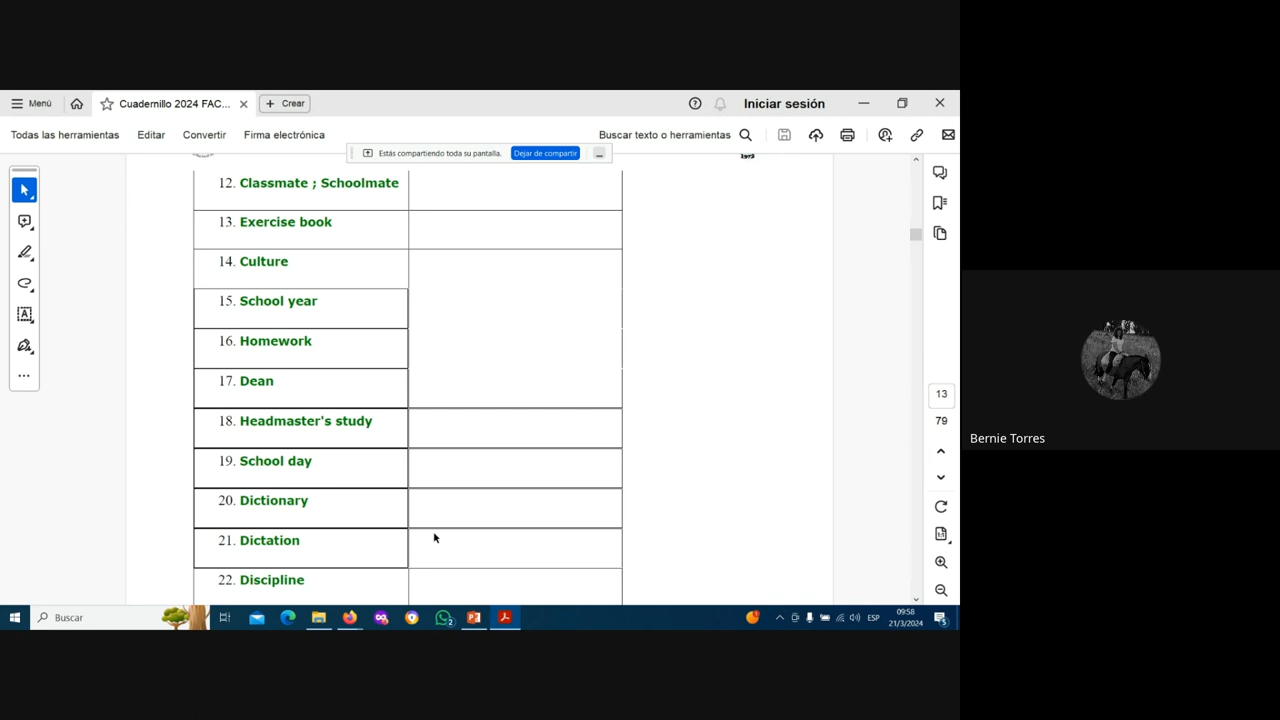 Menú
Cuadernillo 2024 FAC...
Crear
Iniciar sesión
Todas las herramientas
Editar
Convertir
Firma electrónica
Buscar texto o herramientas
Estás compartiendo toda su pantalla.
Dejar de compartir
1973
12. Classmate ; Schoolmate
13. Exercise book
14. Culture
15. School year
16. Homework
17. Dean
18. Headmaster's study
19. School day
20. Dictionary
21. Dictation
22. Discipline
13
79
Bernie Torres
Buscar
2
ESP
09:58
21/3/2024
5